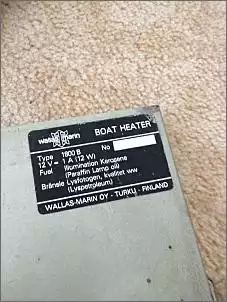 wallas marin BOAT HEATER
Type 1800 B No
12 V = 1 A (12 W)
Fuel Illumination Kerosene
(Paraffin Lamp oil)
Bränsle Lysfotogen, kvalitet ww
(Lyspetroleum)
WALLAS-MARIN OY - TURKU - FINLAND